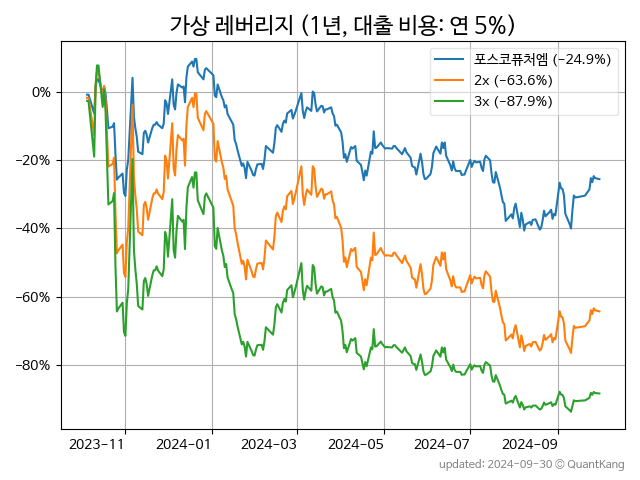 가상 레버리지 (1년, 대출 비용: 연 5%)
포스코퓨처엠 (−24.9%)
2x (−63.6%)
3x (−87.9%)
0%
−20%
−40%
−60%
−80%
2023−11 2024−01 2024−03 2024−05 2024−07 2024−09
updated: 2024-09-30 © QuantKang